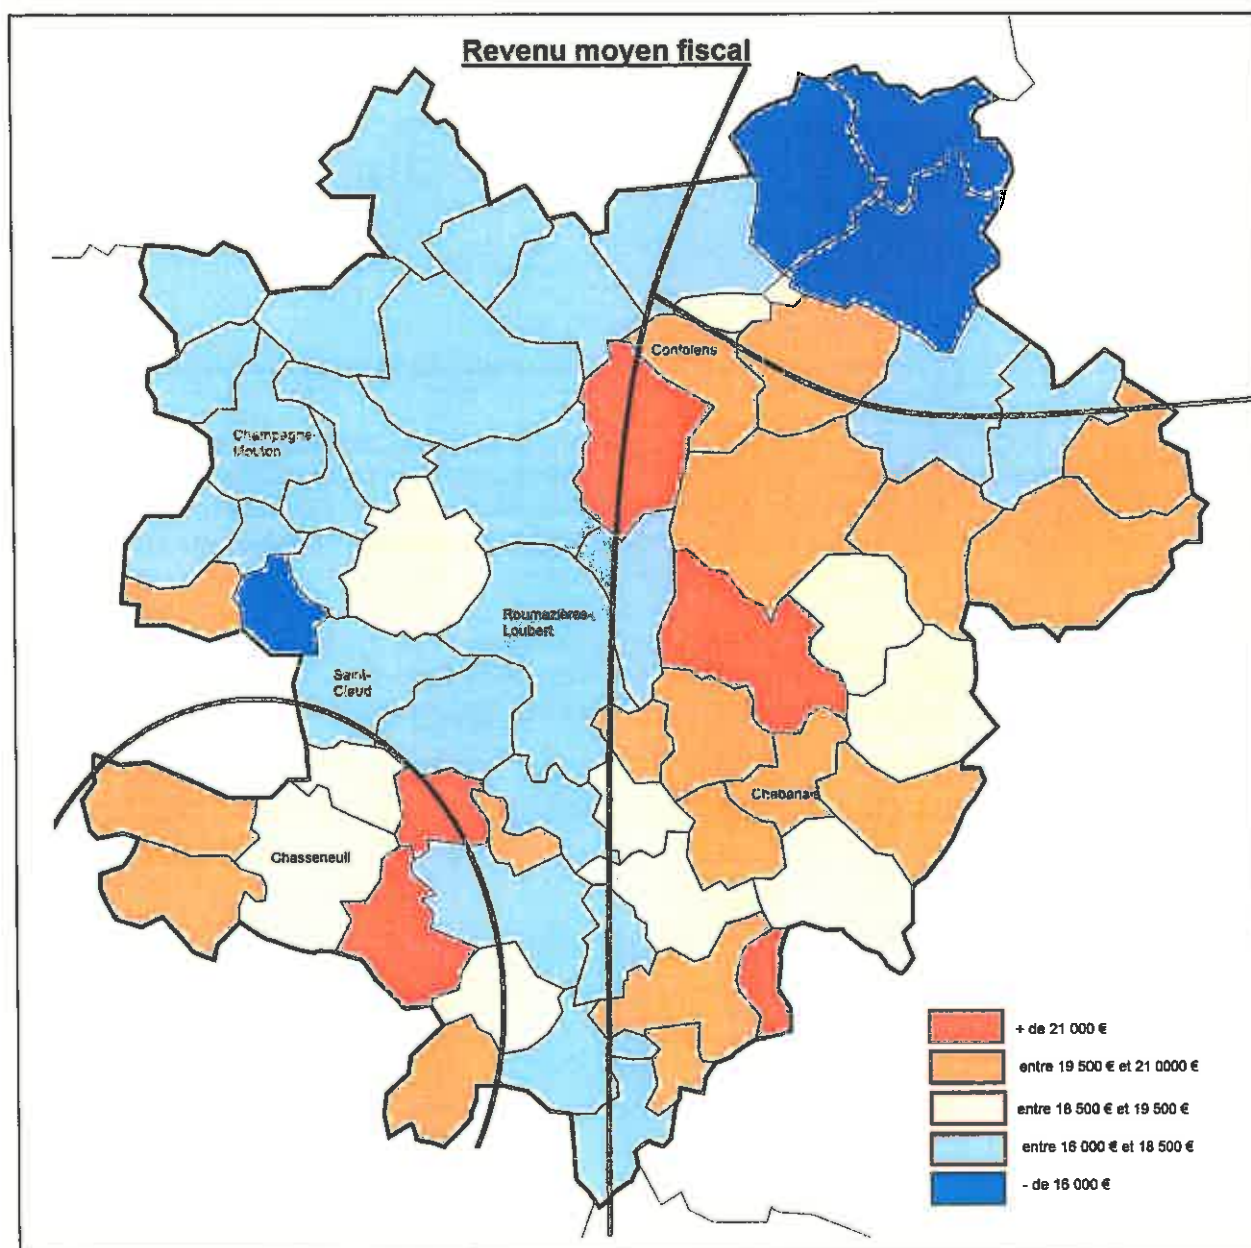 Revenu moyen fiscal
Confolens
Champagne-
Mouton
Roumazières-
Loubert
Saint-
Claud
Chabanais
Chasseneuil
+ de 21 000 €
entre 19 500 € et 21 0000 €
entre 18 500 € et 19 500 €
entre 16 000 € et 18 500 €
- de 16 000 €